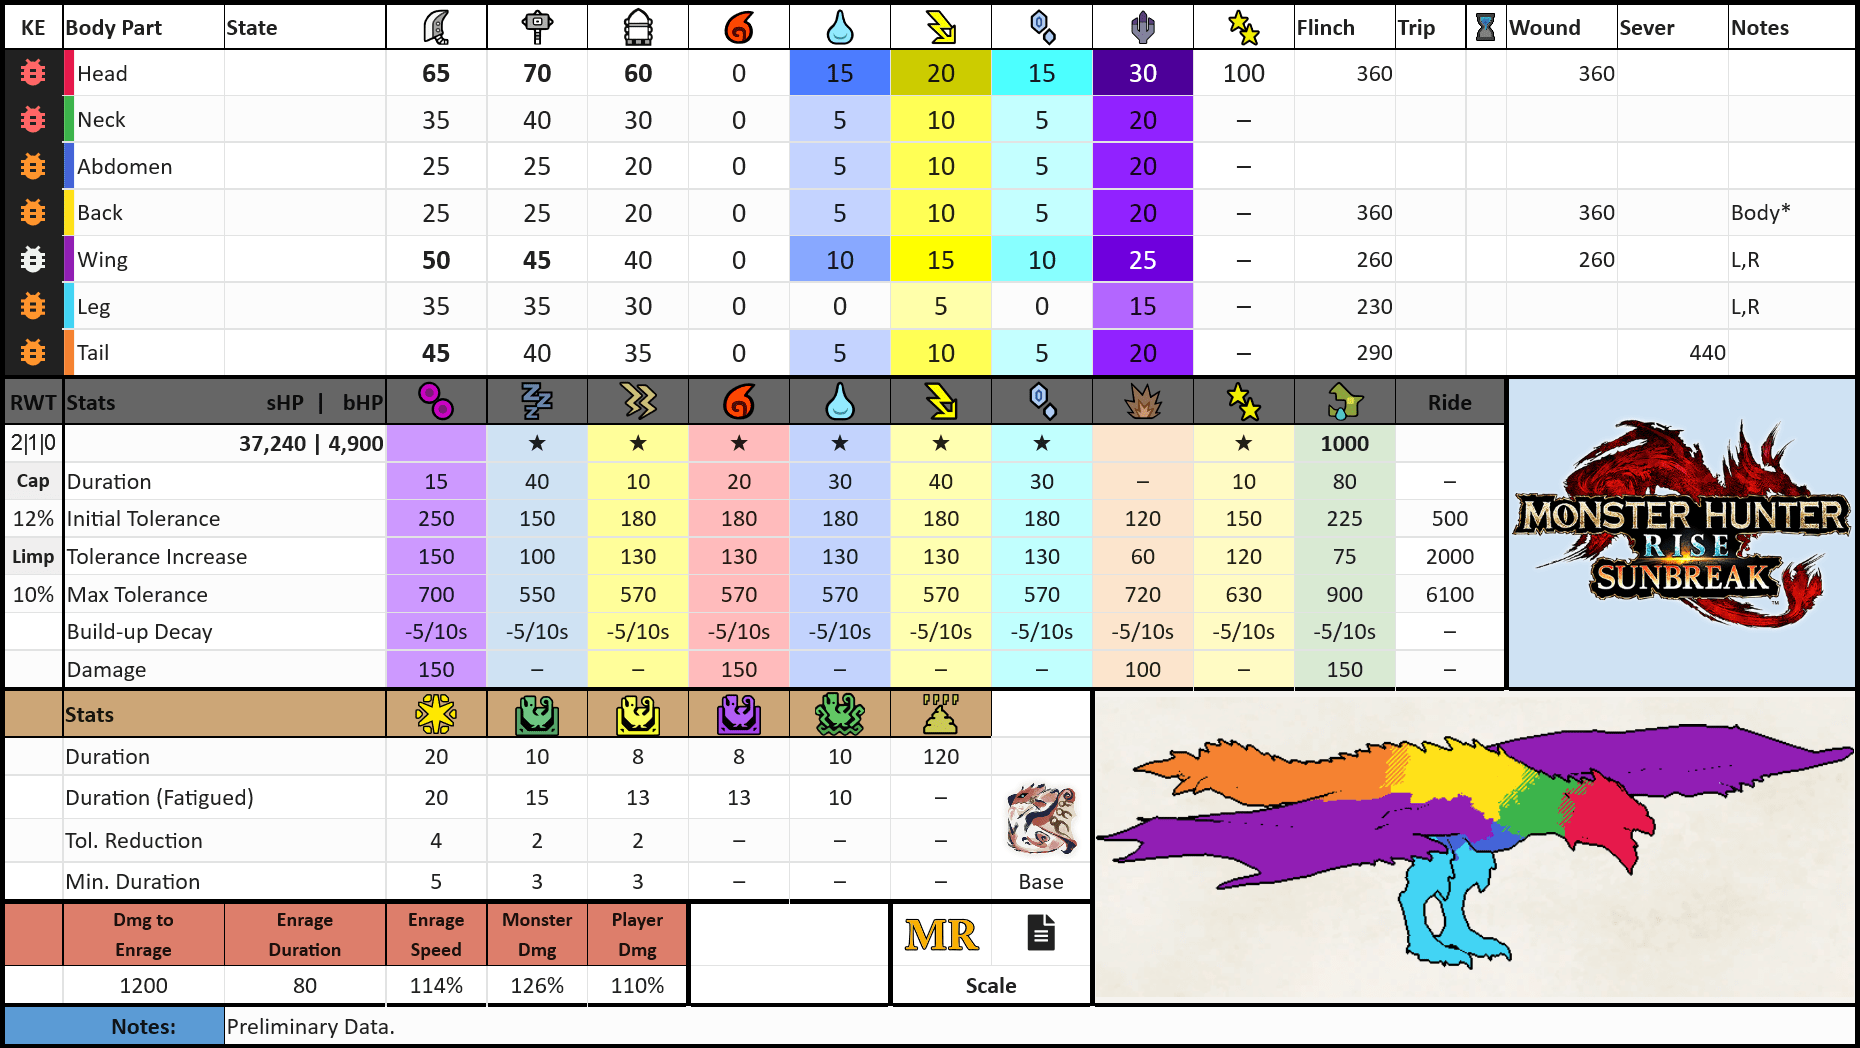 KE Body Part State Flinch Trip Wound Sever Notes
Head 65 70 60 0 15 20 15 30 100 360 360
Neck 35 40 30 0 5 10 5 20 –
Abdomen 25 25 20 0 5 10 5 20 –
Back 25 25 20 0 5 10 5 20 – 360 360 Body*
Wing 50 45 40 0 10 15 10 25 – 260 260 L,R
Leg 35 35 30 0 0 5 0 15 – 230 L,R
Tail 45 40 35 0 5 10 5 20 – 290 440
RWT Stats sHP | bHP Ride
2|1|0 37,240 | 4,900 ★ ★ ★ ★ ★ ★ ★ 1000
Cap Duration 15 40 10 20 30 40 30 – 10 80 –
12% Initial Tolerance 250 150 180 180 180 180 180 120 150 225 500
Limp Tolerance Increase 150 100 130 130 130 130 130 60 120 75 2000
10% Max Tolerance 700 550 570 570 570 570 570 720 630 900 6100
Build-up Decay -5/10s -5/10s -5/10s -5/10s -5/10s -5/10s -5/10s -5/10s -5/10s -5/10s –
Damage 150 – – 150 – – – 100 – 150 –
MONSTER HUNTER
RISE
SUNBREAK™
Stats
Duration 20 10 8 8 10 120
Duration (Fatigued) 20 15 13 13 10 –
Tol. Reduction 4 2 2 – – –
Min. Duration 5 3 3 – – – Base
Dmg to Enrage Enrage Monster Player
Enrage Duration Speed Dmg Dmg
MR
1200 80 114% 126% 110% Scale
Notes: Preliminary Data.